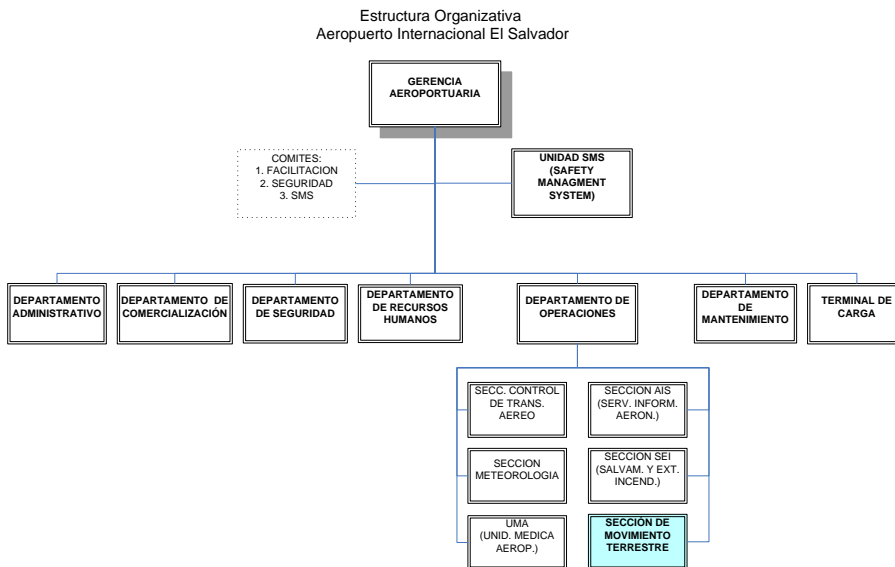 Estructura Organizativa
Aeropuerto Internacional El Salvador
GERENCIA
AEROPORTUARIA
COMITES:
1. FACILITACION
2. SEGURIDAD
3. SMS
UNIDAD SMS
(SAFETY
MANAGMENT
SYSTEM)
DEPARTAMENTO
ADMINISTRATIVO
DEPARTAMENTO DE
COMERCIALIZACIÓN
DEPARTAMENTO
DE SEGURIDAD
DEPARTAMENTO
DE RECURSOS
HUMANOS
DEPARTAMENTO DE
OPERACIONES
DEPARTAMENTO
DE
MANTENIMIENTO
TERMINAL DE
CARGA
SECC. CONTROL
DE TRANS.
AEREO
SECCION AIS
(SERV. INFORM.
AERON.)
SECCION
METEOROLOGIA
SECCION SEI
(SALVAM. Y EXT.
INCEND.)
UMA
(UNID. MEDICA
AEROP.)
SECCIÓN DE
MOVIMIENTO
TERRESTRE